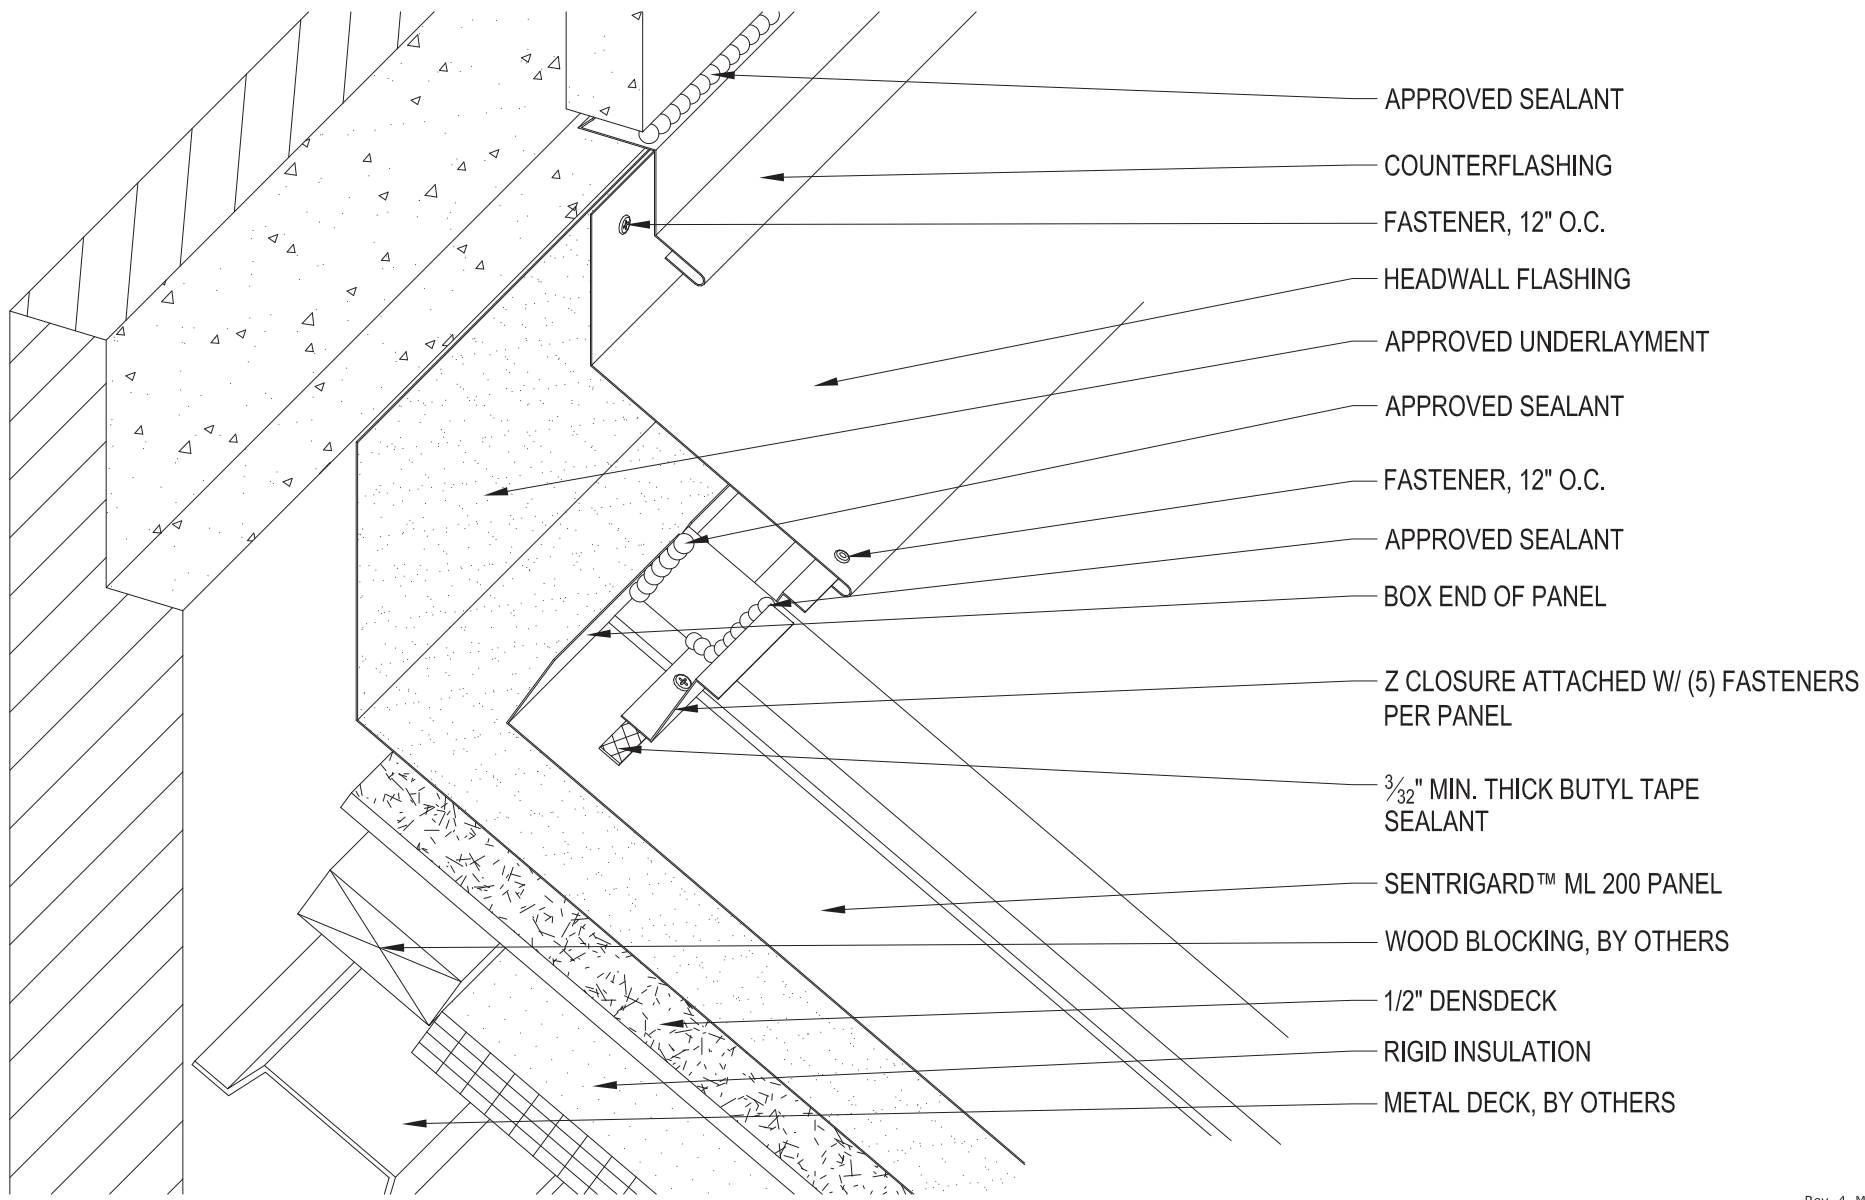 APPROVED SEALANT
COUNTERFLASHING
FASTENER, 12" O.C.
HEADWALL FLASHING
APPROVED UNDERLAYMENT
APPROVED SEALANT
FASTENER, 12" O.C.
APPROVED SEALANT
BOX END OF PANEL
Z CLOSURE ATTACHED W/ (5) FASTENERS
PER PANEL
3/32" MIN. THICK BUTYL TAPE
SEALANT
SENTRIGARD™ ML 200 PANEL
WOOD BLOCKING, BY OTHERS
1/2" DENSDECK
RIGID INSULATION
METAL DECK, BY OTHERS